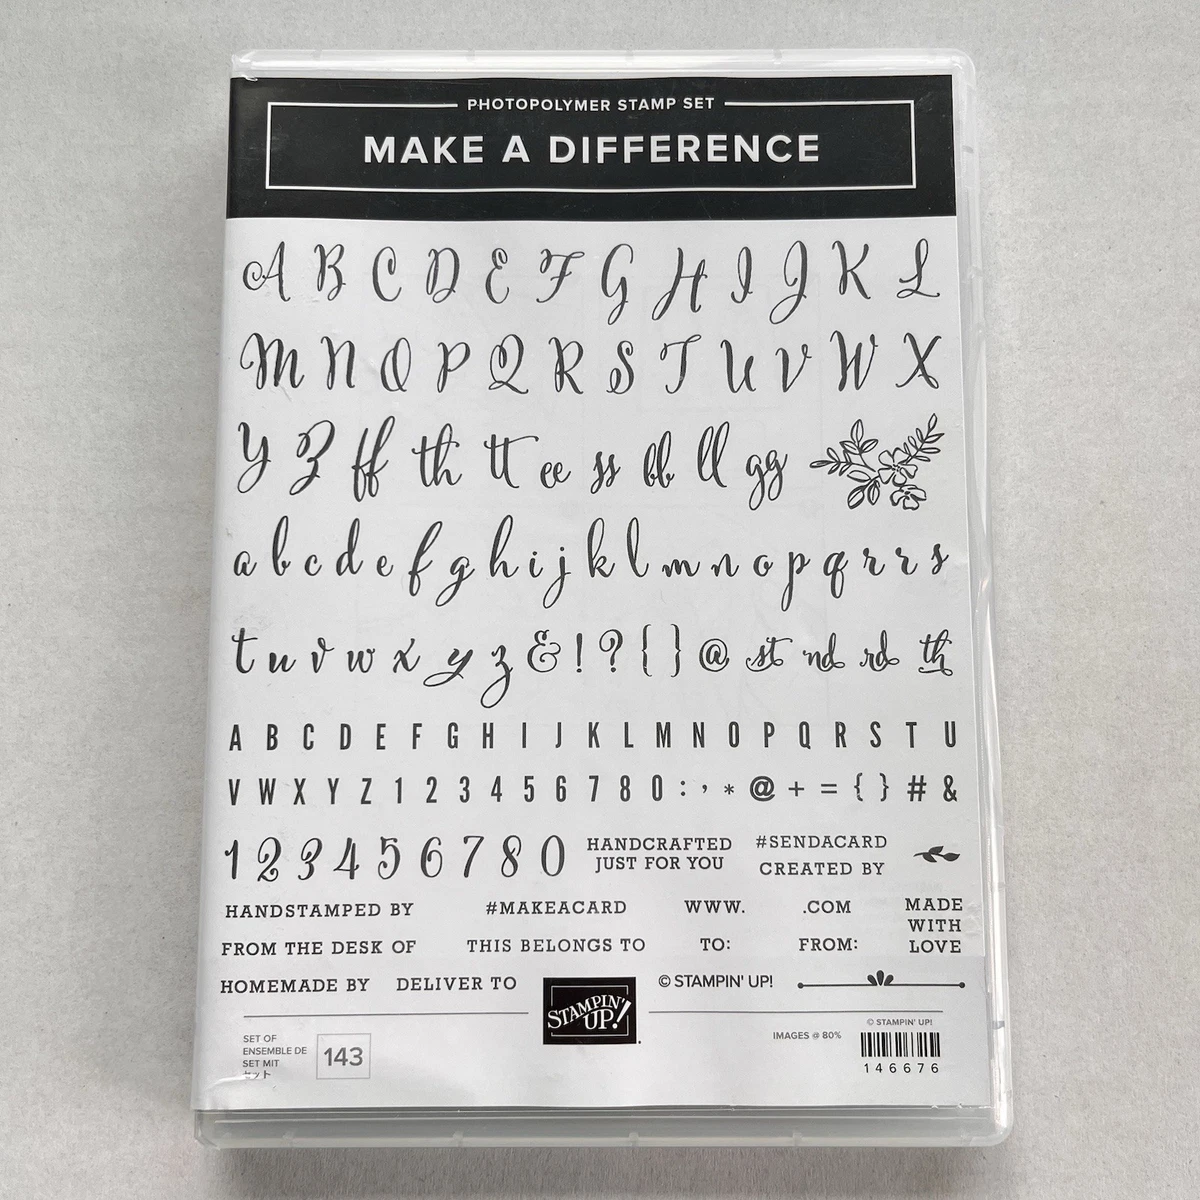 PHOTOPOLYMER STAMP SET
MAKE A DIFFERENCE
A B C D E F G H I J K L
M N O P Q R S T U V W X
Y Z ff th tt ee ss bb ll gg
a b c d e f g h i j k l m n o p q r r s
t u v w x y z & ! ? { } @ st nd rd th
A B C D E F G H I J K L M N O P Q R S T U
V W X Y Z 1 2 3 4 5 6 7 8 0 : , * @ + = { } # &
1 2 3 4 5 6 7 8 0
HANDCRAFTED
JUST FOR YOU
#SENDACARD
CREATED BY
HANDSTAMPED BY #MAKEACARD WWW. .COM
MADE
WITH
LOVE
FROM THE DESK OF THIS BELONGS TO TO: FROM:
HOMEMADE BY DELIVER TO
© STAMPIN' UP!
STAMPIN'
UP!
SET OF
ENSEMBLE DE
SET MIT
セット
143
IMAGES @ 80%
© STAMPIN' UP!
146676